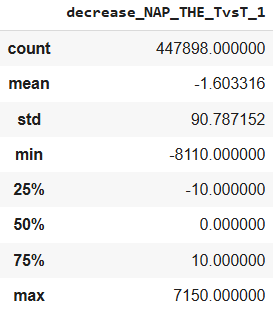 decrease_NAP_THE_TvsT_1
count 447898.000000
mean -1.603316
std 90.787152
min -8110.000000
25% -10.000000
50% 0.000000
75% 10.000000
max 7150.000000